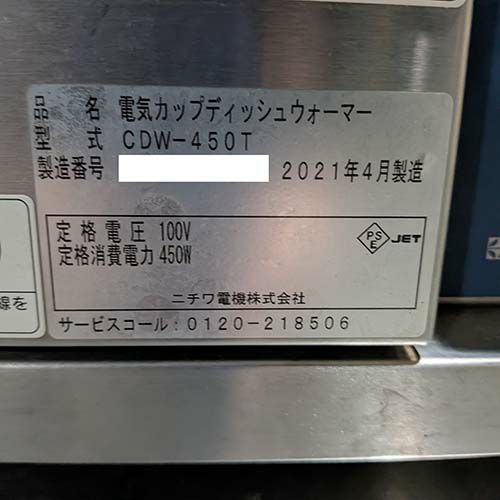 品 名 電気カップディッシュウォーマー
型 式 CDW-450T
製造番号 2021年4月製造
定格電圧 100V
定格消費電力 450W
PSE JET
ニチワ電機株式会社
サービスコール:0120-218506
線を